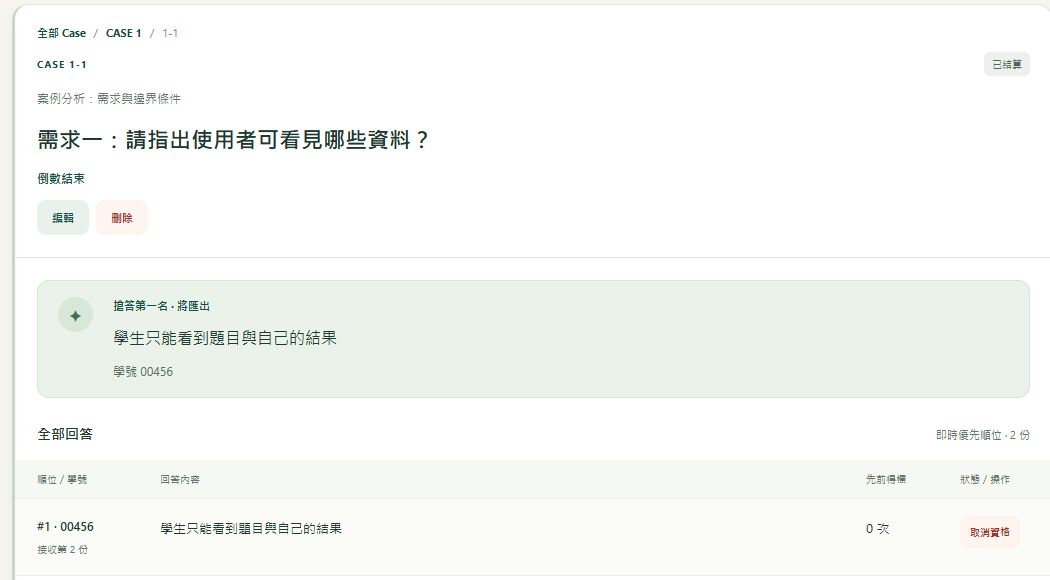 全部 Case / CASE 1 / 1-1
CASE 1-1
已結算
案例分析：需求與邊界條件
需求一：請指出使用者可看見哪些資料？
倒數結束
編輯
刪除
搶答第一名 · 將匯出
學生只能看到題目與自己的結果
學號 00456
全部回答
即時優先順位 · 2 份
順位 / 學號
回答內容
先前得標
狀態 / 操作
#1 · 00456
學生只能看到題目與自己的結果
0 次
取消資格
接收第 2 份